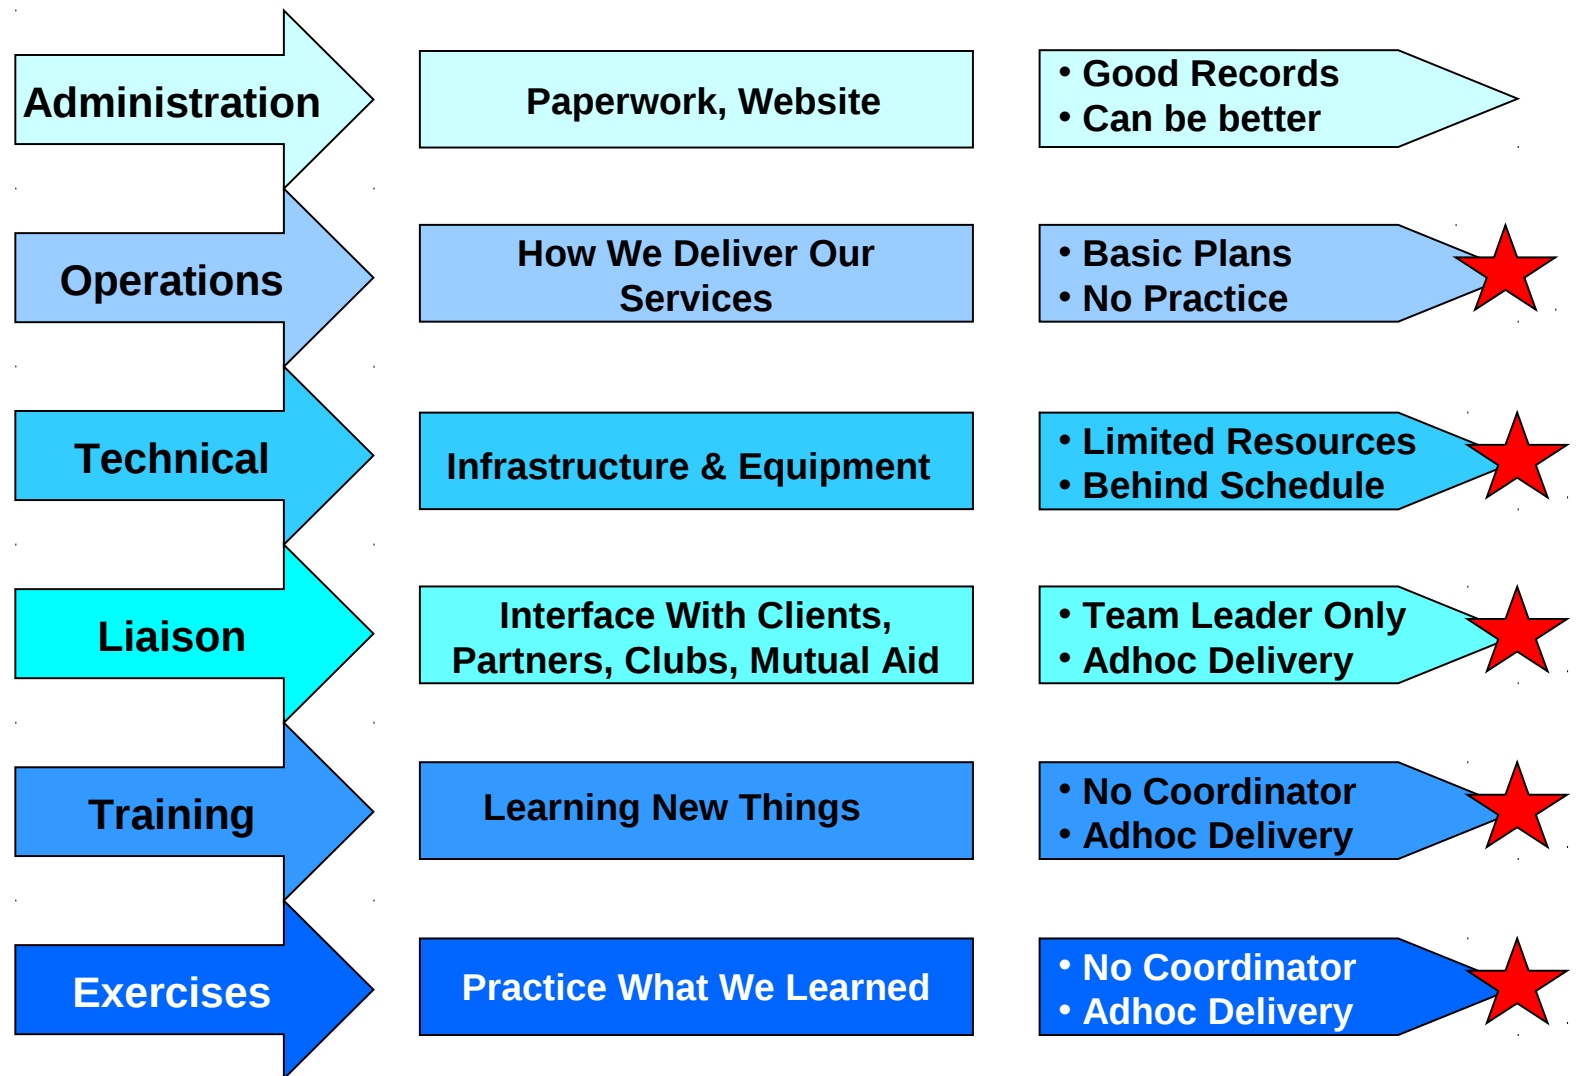 Administration
Paperwork, Website
• Good Records
• Can be better
Operations
How We Deliver Our
Services
• Basic Plans
• No Practice
Technical
Infrastructure & Equipment
• Limited Resources
• Behind Schedule
Liaison
Interface With Clients,
Partners, Clubs, Mutual Aid
• Team Leader Only
• Adhoc Delivery
Training
Learning New Things
• No Coordinator
• Adhoc Delivery
Exercises
Practice What We Learned
• No Coordinator
• Adhoc Delivery